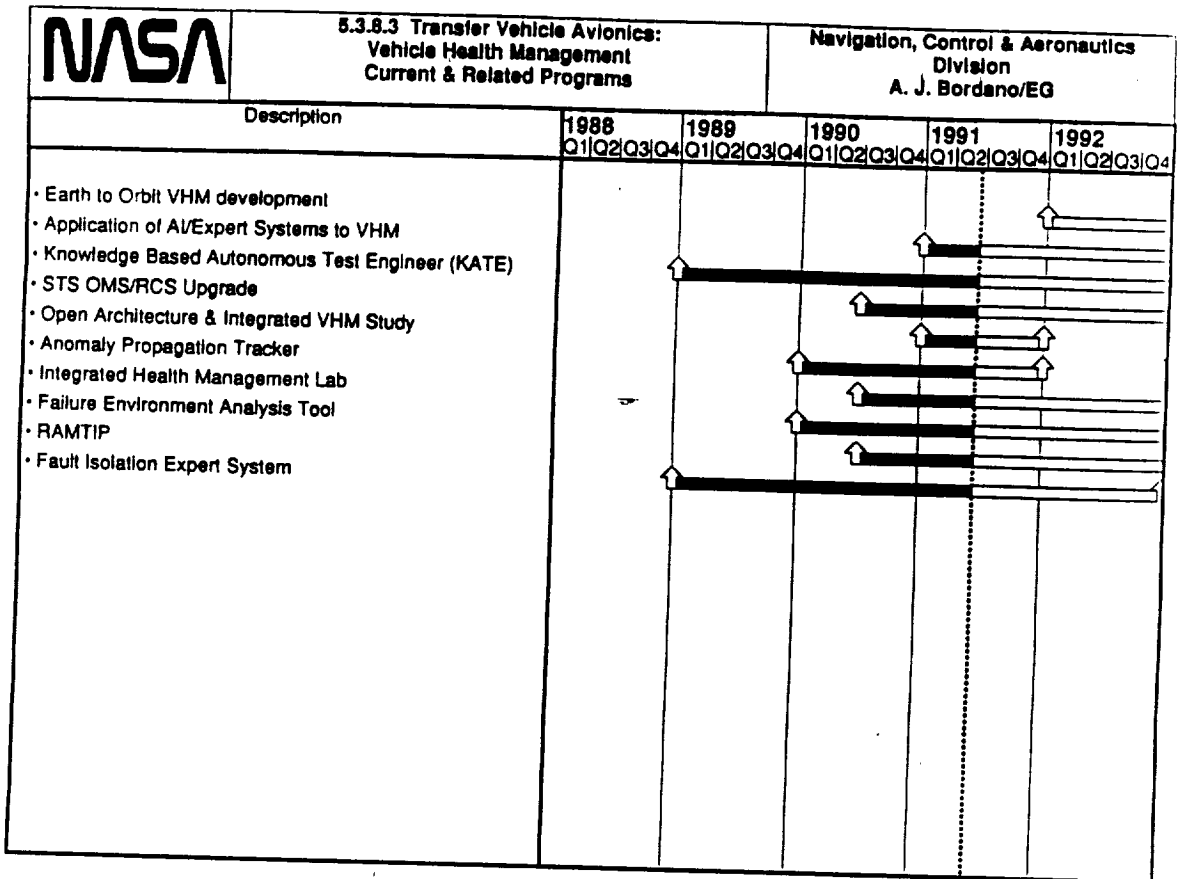 NASA
5.3.6.3 Transfer Vehicle Avionics:
Vehicle Health Management
Current & Related Programs
Navigation, Control & Aeronautics
Division
A. J. Bordano/EG
Description
1988
1989
1990
1991
1992
Q1|Q2|Q3|Q4 Q1|Q2|Q3|Q4 Q1|Q2|Q3|Q4 Q1|Q2|Q3|Q4 Q1|Q2|Q3|Q4
· Earth to Orbit VHM development
· Application of AI/Expert Systems to VHM
· Knowledge Based Autonomous Test Engineer (KATE)
· STS OMS/RCS Upgrade
· Open Architecture & Integrated VHM Study
· Anomaly Propagation Tracker
· Integrated Health Management Lab
· Failure Environment Analysis Tool
· RAMTIP
· Fault Isolation Expert System